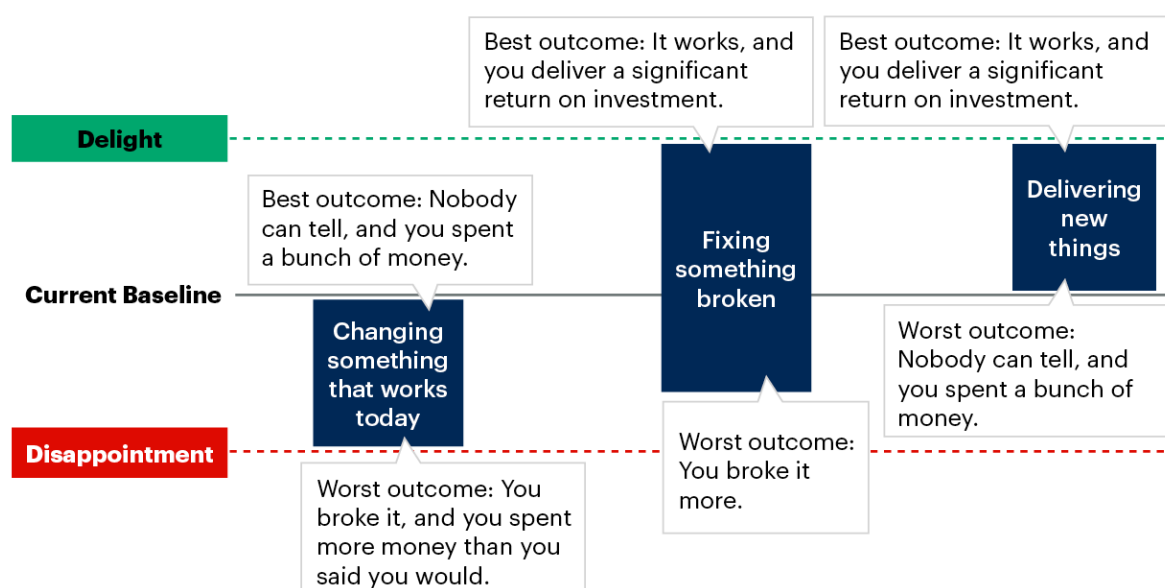 Best outcome: It works, and
you deliver a significant
return on investment.
Best outcome: It works, and
you deliver a significant
return on investment.
Delight
Best outcome: Nobody
can tell, and you spent
a bunch of money.
Fixing
something
broken
Delivering
new
things
Current Baseline
Changing
something
that works
today
Worst outcome:
Nobody can tell, and
you spent a bunch of
money.
Disappointment
Worst outcome: You
broke it, and you spent
more money than you
said you would.
Worst outcome:
You broke it
more.